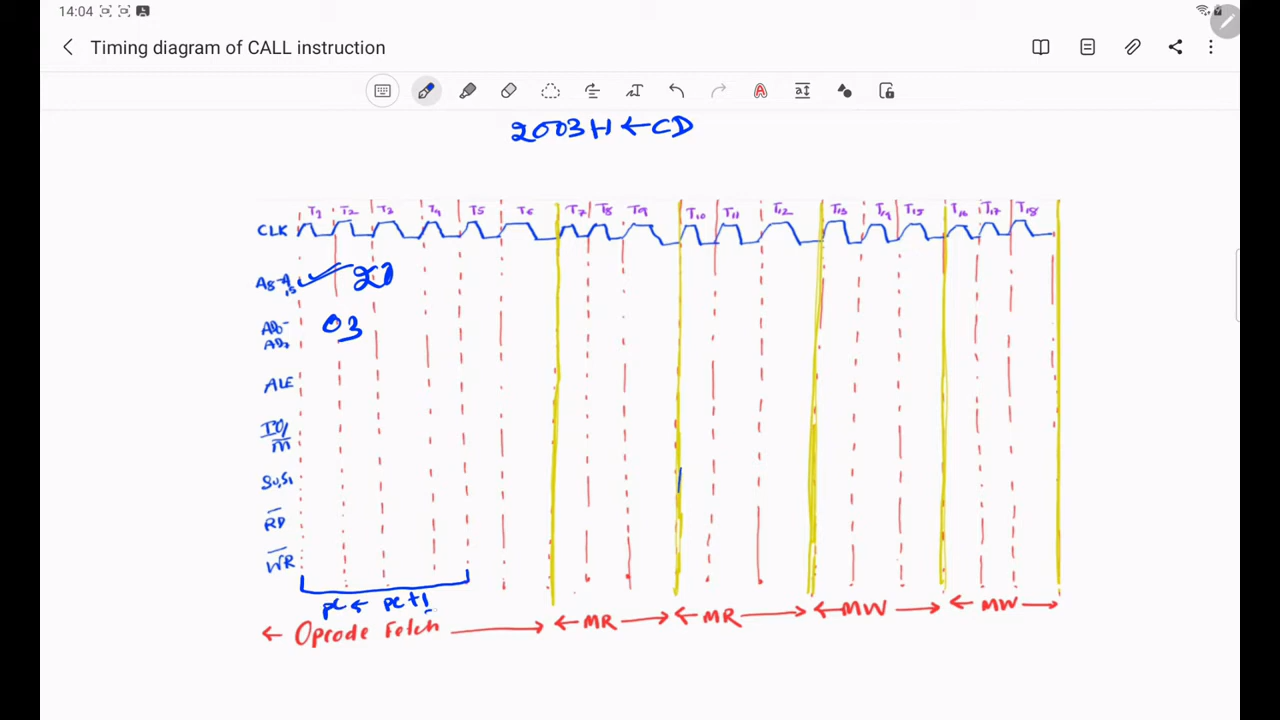 14:04
Timing diagram of CALL instruction
2003H ← CD
T1 T2 T3 T4 T5 T6 T7 T8 T9 T10 T11 T12 T13 T14 T15 T16 T17 T18
CLK
A8-A15 20
AD0-AD7 03
ALE
IO/M̅
S0,S1
R̅D̅
W̅R̅
PC ← PC+1
← Opcode Fetch → ← MR → ← MR → ← MW → ← MW →